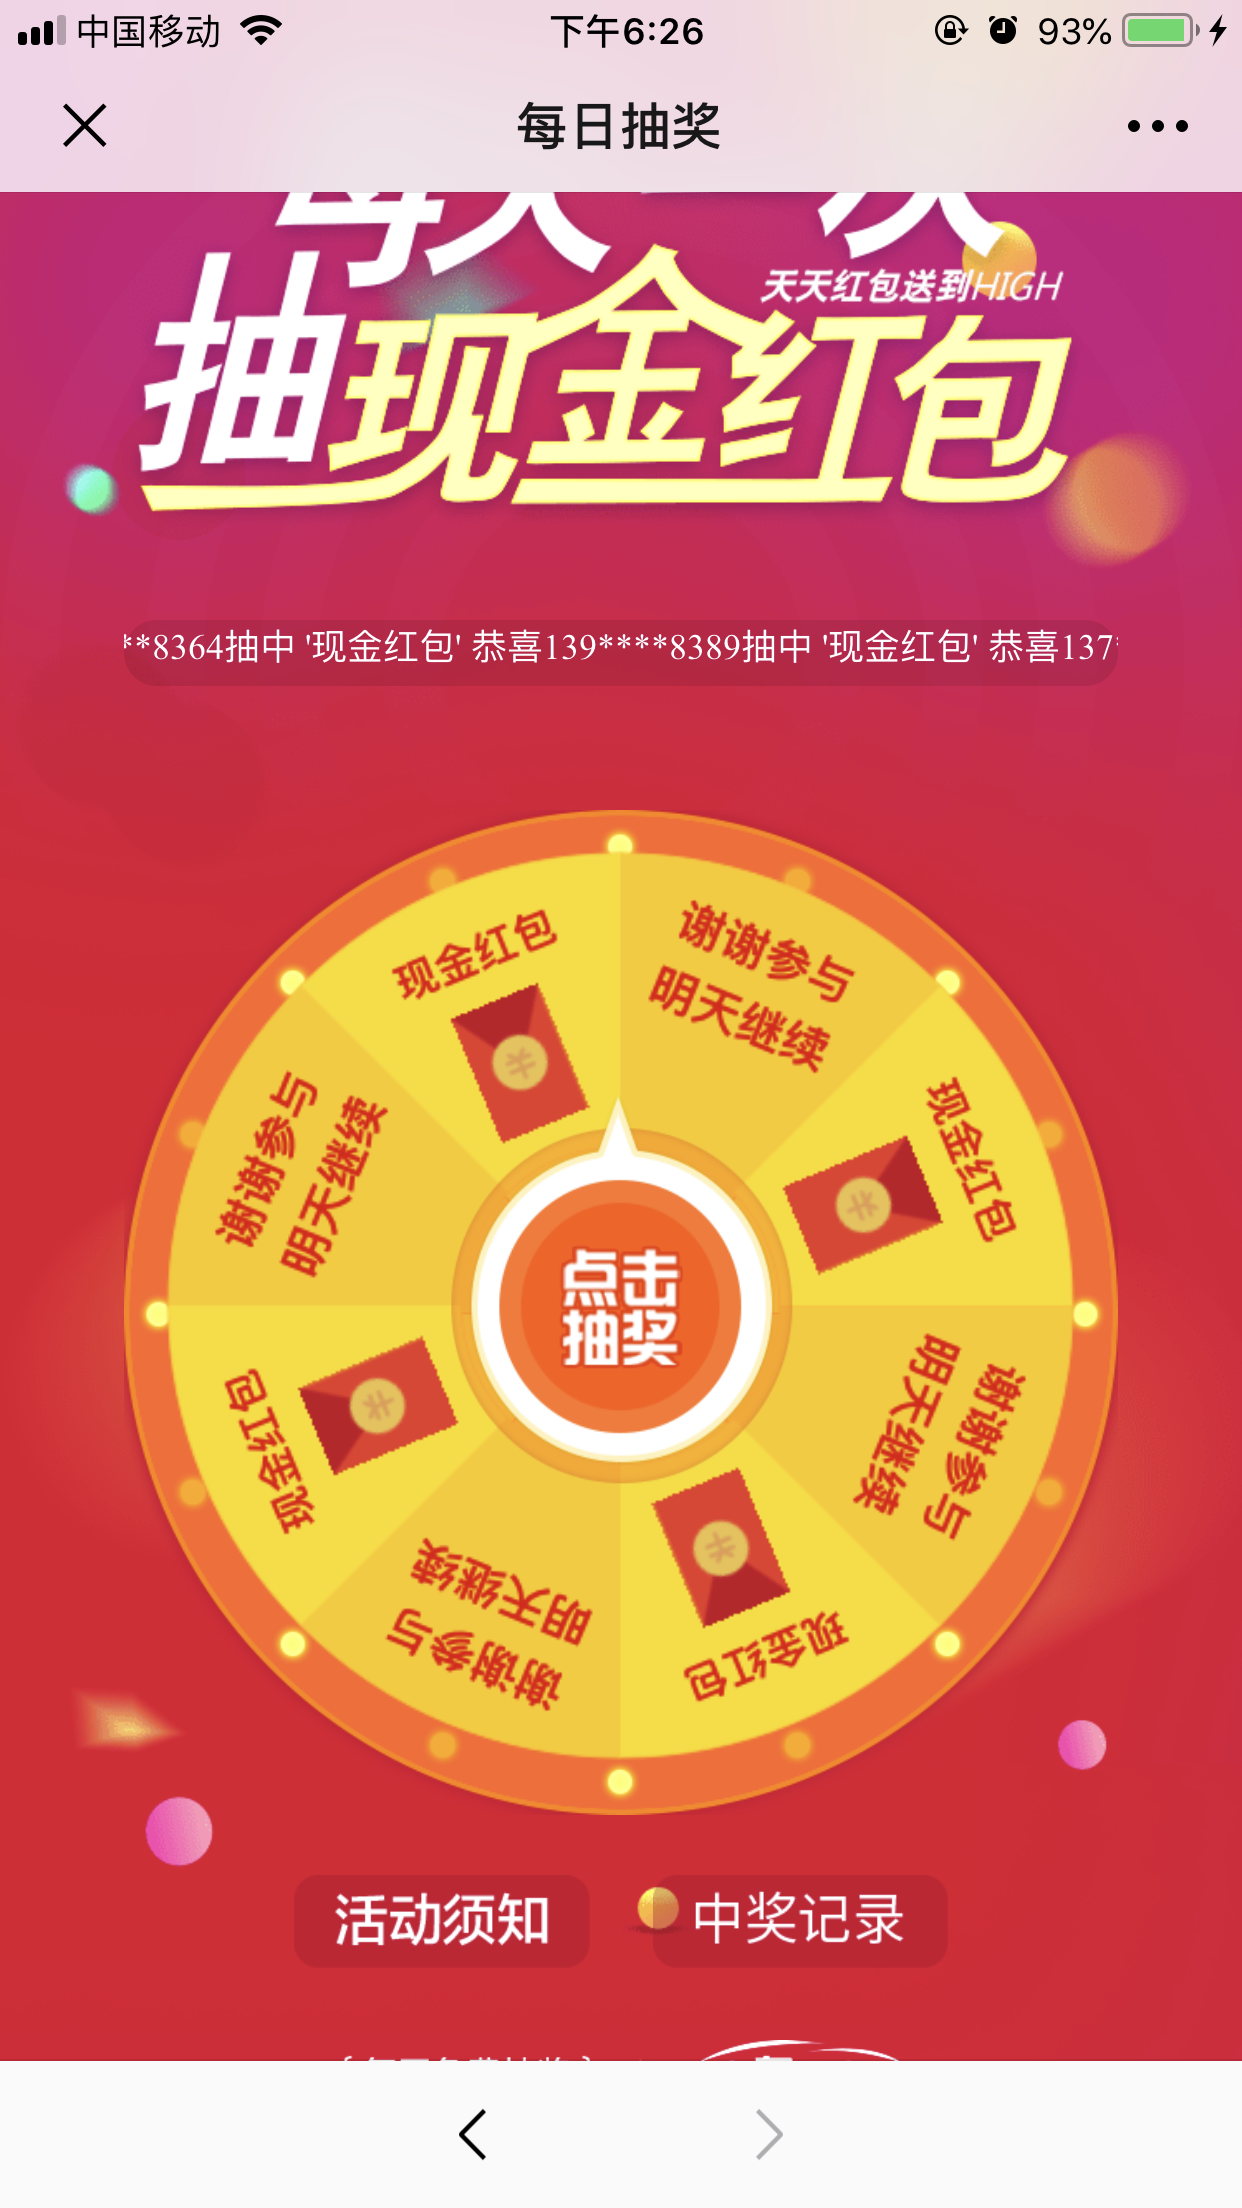 中国移动
下午6:26
93%
每日抽奖
每天一次
天天红包送到HIGH
抽现金红包
**8364抽中 '现金红包' 恭喜139****8389抽中 '现金红包' 恭喜137
现金红包
谢谢参与
明天继续
现金红包
谢谢参与
明天继续
现金红包
谢谢参与
明天继续
现金红包
谢谢参与
明天继续
点击
抽奖
活动须知
中奖记录